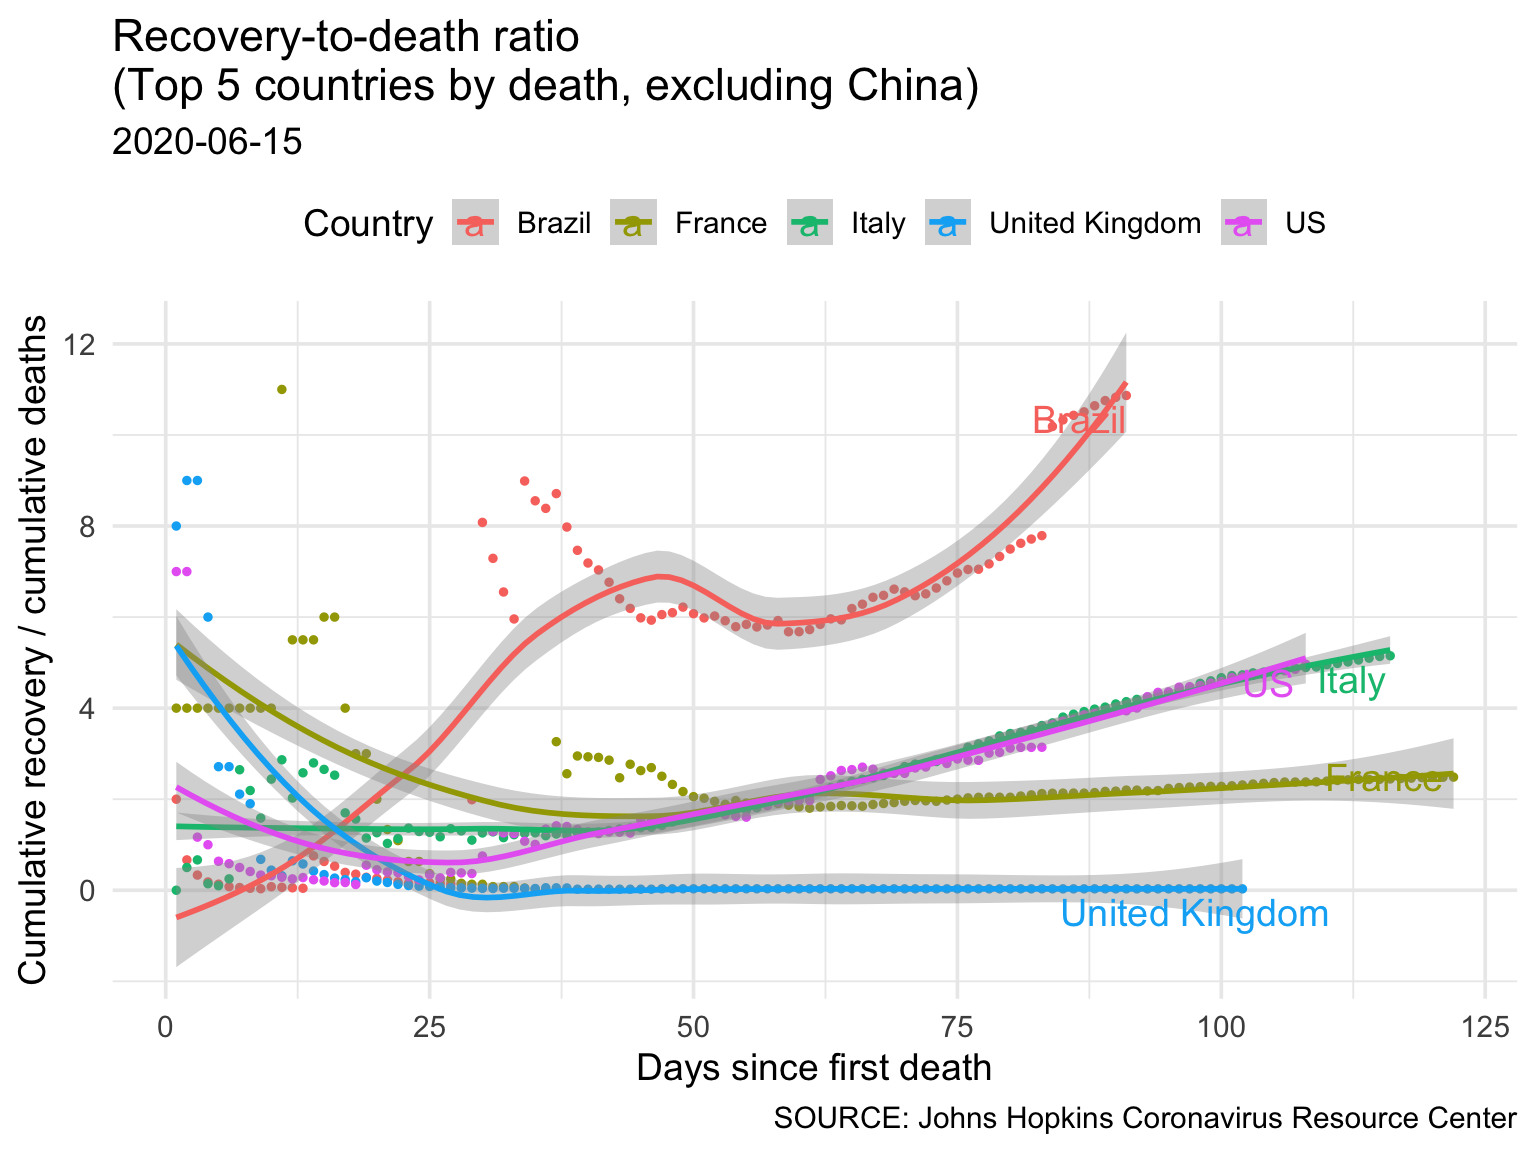 Recovery-to-death ratio
(Top 5 countries by death, excluding China)
2020-06-15
Country a Brazil a France a Italy a United Kingdom a US
Cumulative recovery / cumulative deaths
12
8
4
0
Brazil
US
Italy
France
United Kingdom
0 25 50 75 100 125
Days since first death
SOURCE: Johns Hopkins Coronavirus Resource Center